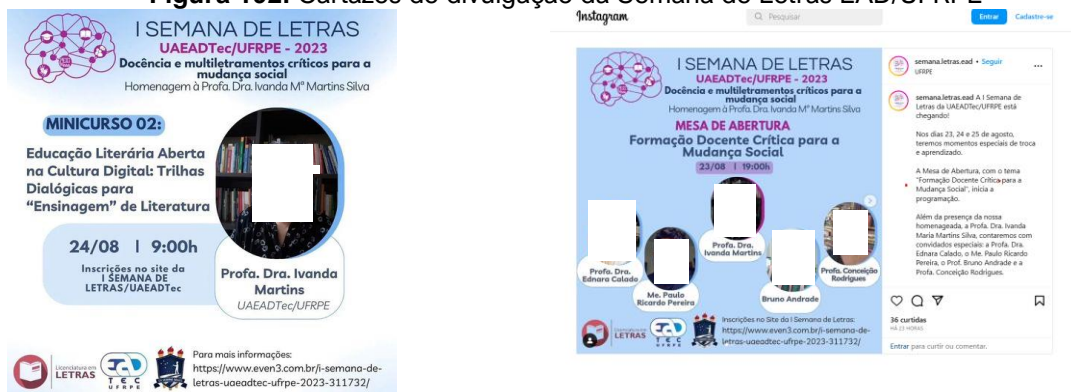 Figura 102: Cartazes de divulgação da Semana de Letras EAD/UFRPE
I SEMANA DE LETRAS
UAEADTec/UFRPE - 2023
Docência e multiletramentos críticos para a
mudança social
Homenagem à Profa. Dra. Ivanda Mª Martins Silva
MINICURSO 02:
Educação Literária Aberta
na Cultura Digital: Trilhas
Dialógicas para
“Ensinagem” de Literatura
24/08 | 9:00h
Inscrições no site da
I SEMANA DE
LETRAS/UAEADTec
Profa. Dra. Ivanda
Martins
UAEADTec/UFRPE
Licenciatura em
LETRAS
TEC
UFRPE
Para mais informações:
https://www.even3.com.br/i-semana-de-
letras-uaeadtec-ufrpe-2023-311732/
Instagram
Pesquisar
Entrar
Cadastre-se
I SEMANA DE LETRAS
UAEADTec/UFRPE - 2023
Docência e multiletramentos críticos para a
mudança social
Homenagem à Profa. Dra. Ivanda Mª Martins Silva
MESA DE ABERTURA
Formação Docente Crítica para a
Mudança Social
23/08 | 19:00h
Profa. Dra.
Ednara Calado
Me. Paulo
Ricardo Pereira
Profa. Dra.
Ivanda Martins
Bruno Andrade
Profa. Conceição
Rodrigues
LETRAS
TEC
UFRPE
Inscrições no Site da I Semana de Letras:
https://www.even3.com.br/i-semana-de-
letras-uaeadtec-ufrpe-2023-311732/
semana.letras.ead • Seguir
UFRPE
semana.letras.ead A I Semana de
Letras da UAEADTec/UFRPE está
chegando!
Nos dias 23, 24 e 25 de agosto,
teremos momentos especiais de troca
e aprendizado.
A Mesa de Abertura, com o tema
"Formação Docente Crítica para a
Mudança Social", inicia a
programação.
Além da presença da nossa
homenageada, a Profa. Dra. Ivanda
Maria Martins Silva, contaremos com
convidados especiais: a Profa. Dra.
Ednara Calado, o Me. Paulo Ricardo
Pereira, o Prof. Bruno Andrade e a
Profa. Conceição Rodrigues.
36 curtidas
HÁ 23 HORAS
Entrar para curtir ou comentar.